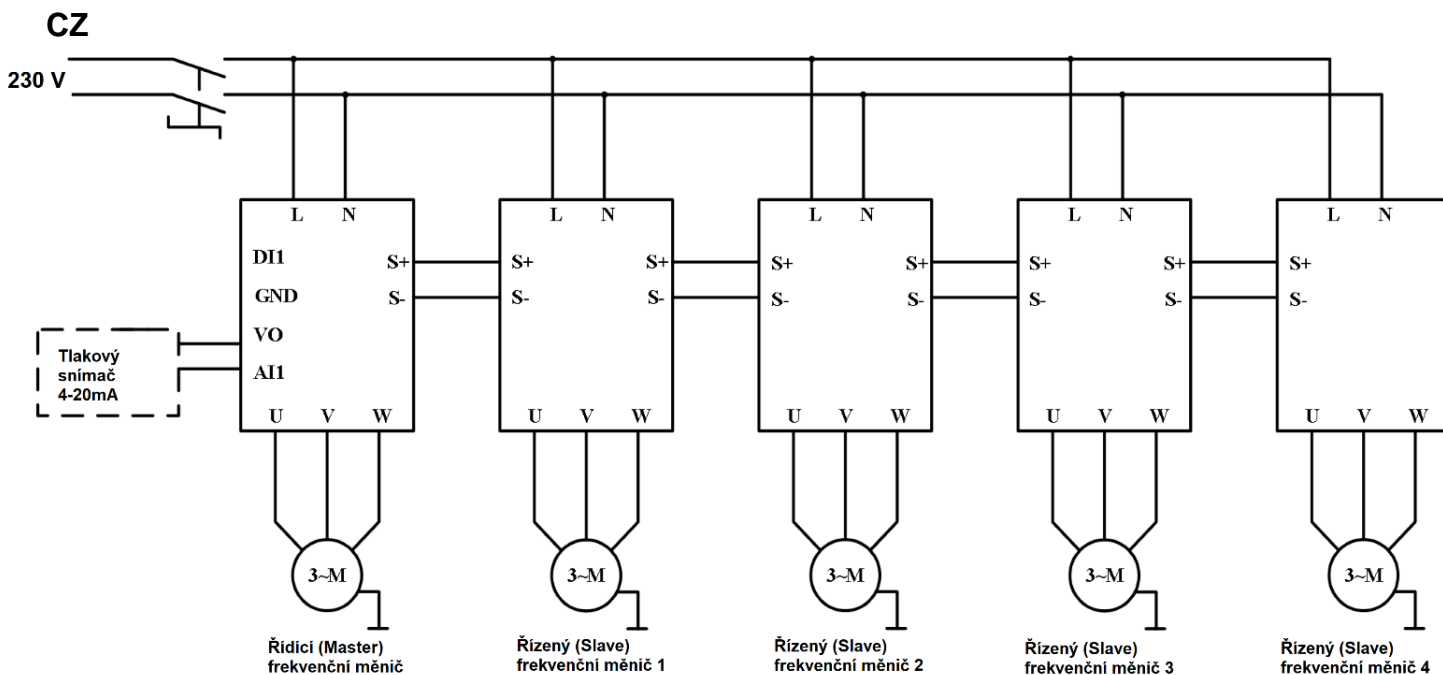 CZ
230 V
L N
L N
L N
L N
L N
DI1
S+
S+
S+
S+
S+
S+
S+
S+
GND
S-
S-
S-
S-
S-
S-
S-
S-
VO
AI1
Tlakový
snímač
4-20mA
U V W
U V W
U V W
U V W
U V W
3~M
3~M
3~M
3~M
3~M
Řídící (Master)
frekvenční měnič
Řízený (Slave)
frekvenční měnič 1
Řízený (Slave)
frekvenční měnič 2
Řízený (Slave)
frekvenční měnič 3
Řízený (Slave)
frekvenční měnič 4